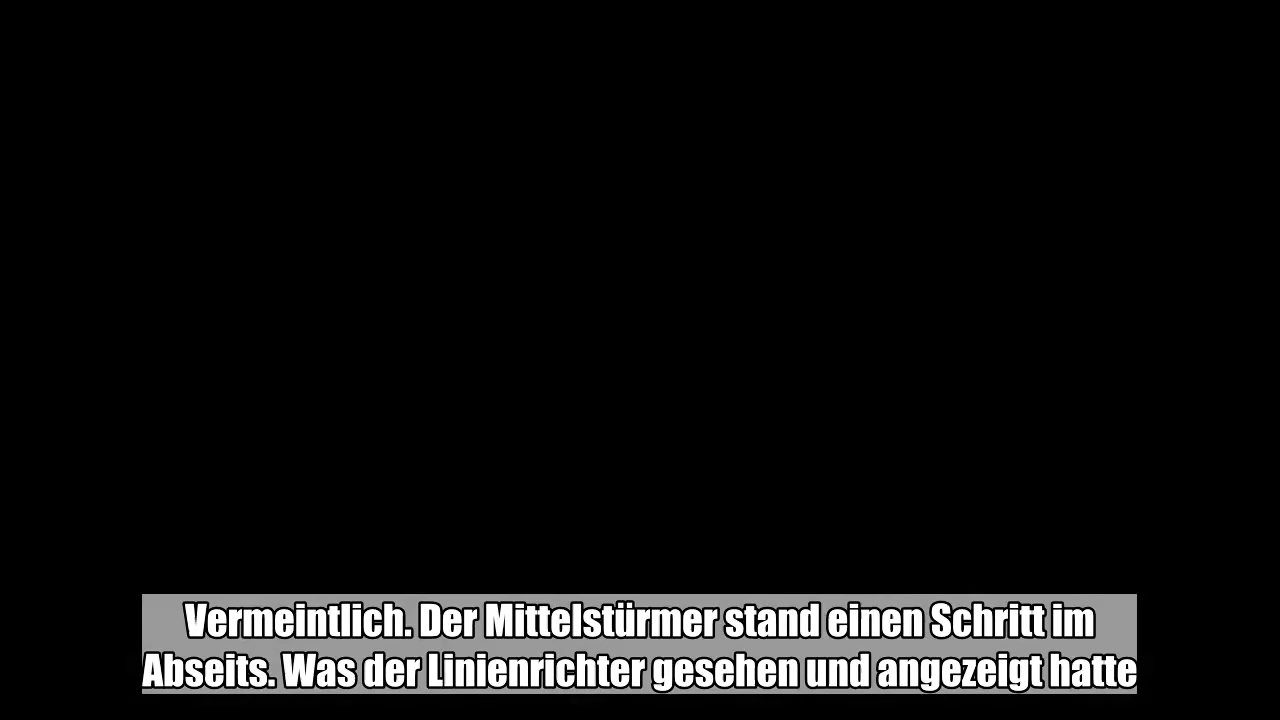 Vermeintlich. Der Mittelstürmer stand einen Schritt im
Abseits. Was der Linienrichter gesehen und angezeigt hatte